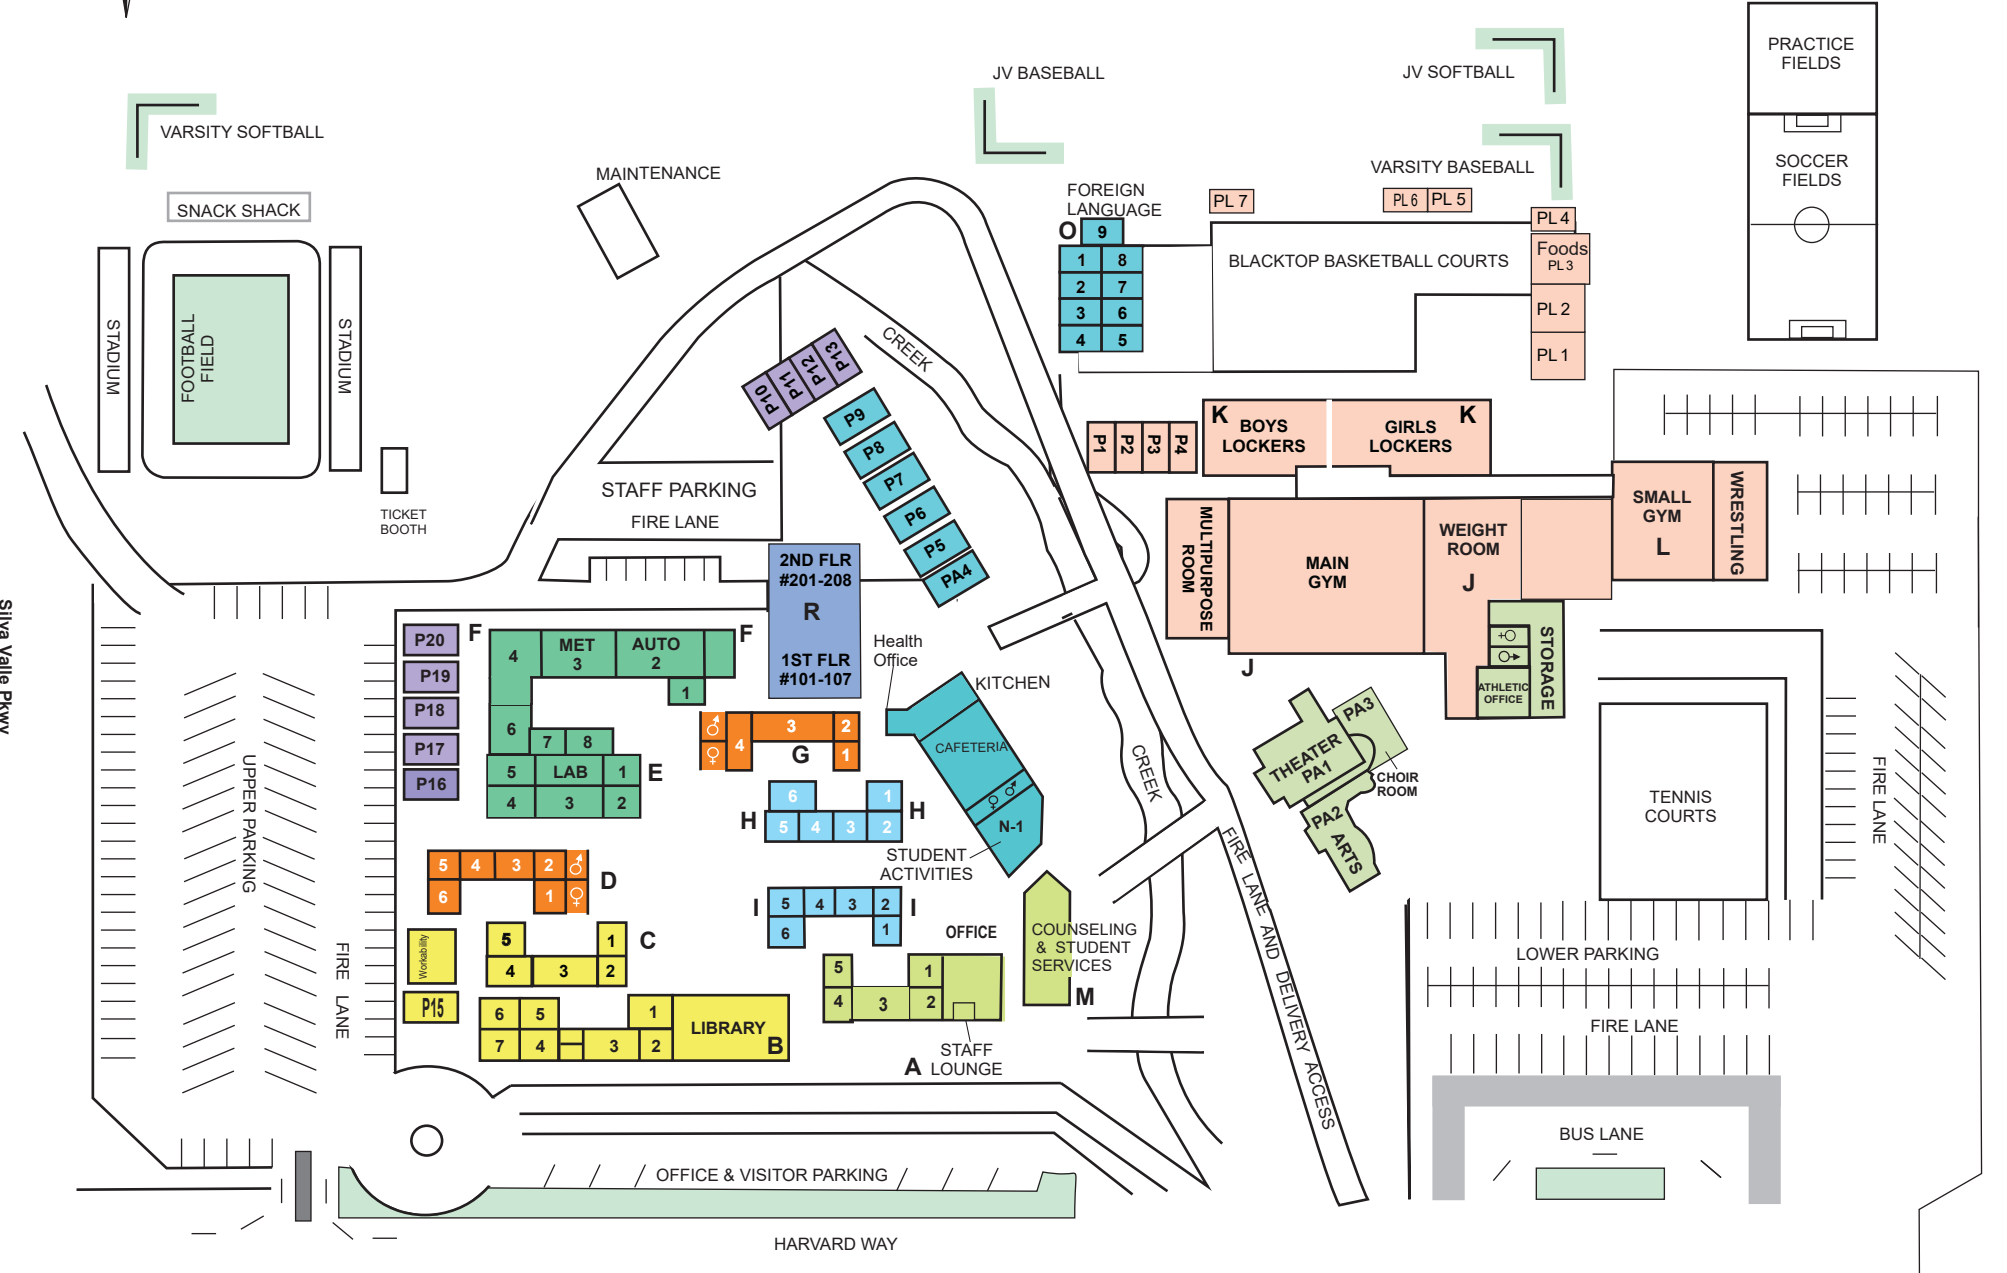 PRACTICE
FIELDS
JV BASEBALL
JV SOFTBALL
VARSITY SOFTBALL
MAINTENANCE
VARSITY BASEBALL
SOCCER
FIELDS
SNACK SHACK
FOREIGN
LANGUAGE
PL 7
PL 6
PL 5
PL 4
O
9
1
8
2
7
3
6
4
5
BLACKTOP BASKETBALL COURTS
Foods
PL 3
PL 2
PL 1
STADIUM
FOOTBALL
FIELD
STADIUM
CREEK
P10
P11
P12
P13
P9
P8
P7
P6
P5
PA4
K
BOYS
LOCKERS
GIRLS
LOCKERS
K
P1
P2
P3
P4
STAFF PARKING
FIRE LANE
TICKET
BOOTH
MULTIPURPOSE
ROOM
MAIN
GYM
WEIGHT
ROOM
J
J
SMALL
GYM
L
WRESTLING
2ND FLR
#201-208
R
1ST FLR
#101-107
Silva Valle Pkwy
P20
P19
P18
P17
P16
F
4
MET
3
AUTO
2
F
1
6
7
8
5
LAB
1
E
4
3
2
Health
Office
KITCHEN
CAFETERIA
N-1
STUDENT
ACTIVITIES
4
3
2
G
1
STORAGE
ATHLETIC
OFFICE
THEATER
PA1
PA3
CHOIR
ROOM
PA2
ARTS
TENNIS
COURTS
FIRE LANE
UPPER PARKING
6
1
H
5
4
3
2
H
CREEK
5
4
3
2
6
1
D
I
5
4
3
2
I
6
1
FIRE LANE AND DELIVERY ACCESS
Workability
P15
5
1
C
4
3
2
OFFICE
COUNSELING
& STUDENT
SERVICES
M
5
1
4
3
2
STAFF
LOUNGE
A
6
5
1
7
4
3
2
LIBRARY
B
FIRE LANE
LOWER PARKING
FIRE LANE
BUS LANE
OFFICE & VISITOR PARKING
HARVARD WAY